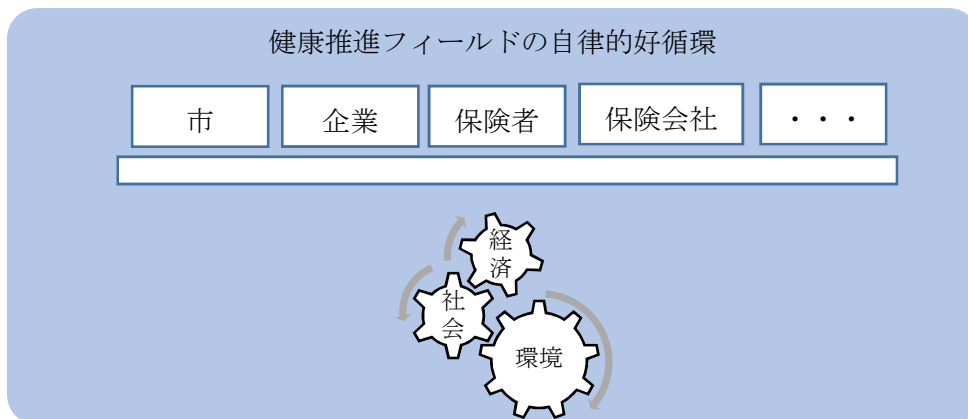 健康推進フィールドの自律的好循環
市
企業
保険者
保険会社
・・・
経
済
社
会
環境